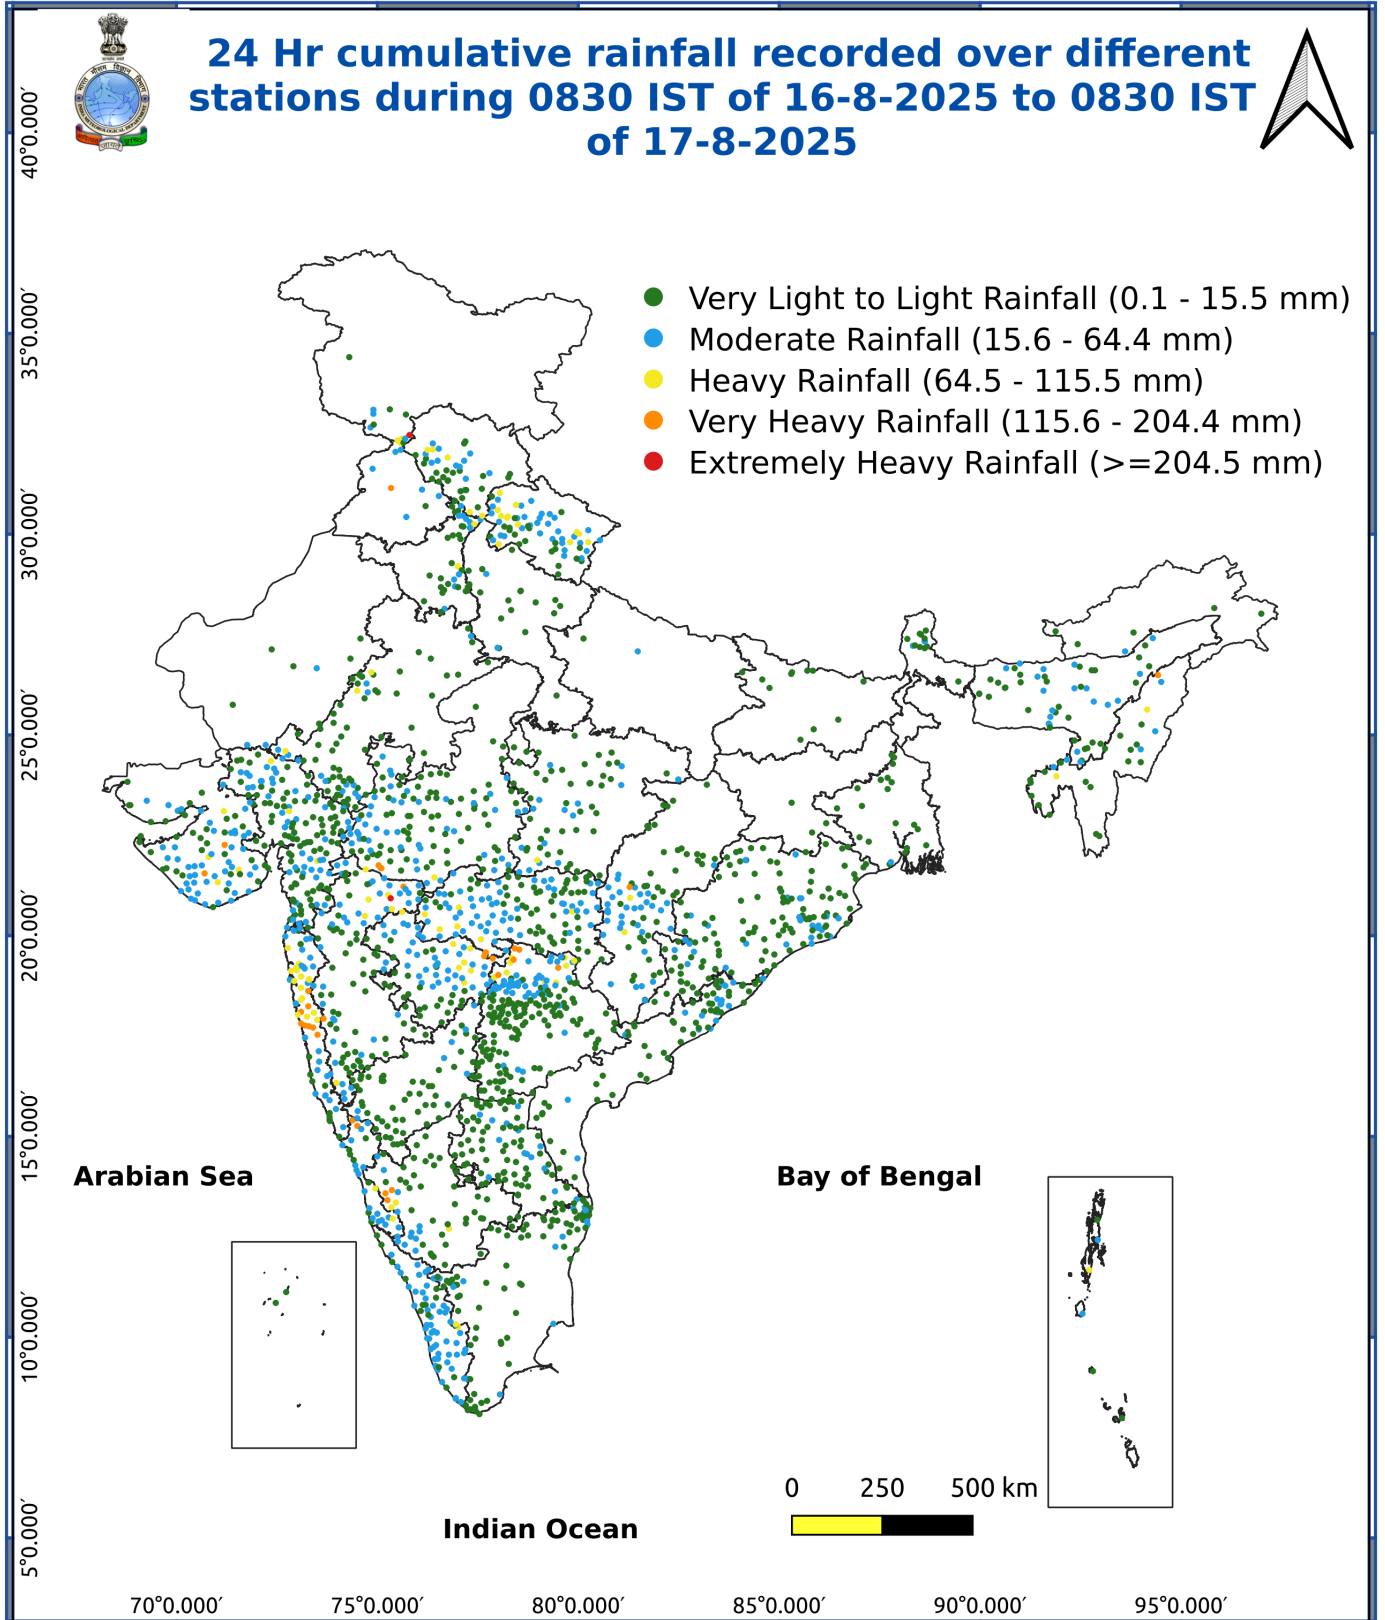 24 Hr cumulative rainfall recorded over different
stations during 0830 IST of 16-8-2025 to 0830 IST
of 17-8-2025
Very Light to Light Rainfall (0.1 - 15.5 mm)
Moderate Rainfall (15.6 - 64.4 mm)
Heavy Rainfall (64.5 - 115.5 mm)
Very Heavy Rainfall (115.6 - 204.4 mm)
Extremely Heavy Rainfall (>=204.5 mm)
40°0.000′
35°0.000′
30°0.000′
25°0.000′
20°0.000′
15°0.000′
10°0.000′
5°0.000′
Arabian Sea
Bay of Bengal
Indian Ocean
0 250 500 km
70°0.000′ 75°0.000′ 80°0.000′ 85°0.000′ 90°0.000′ 95°0.000′